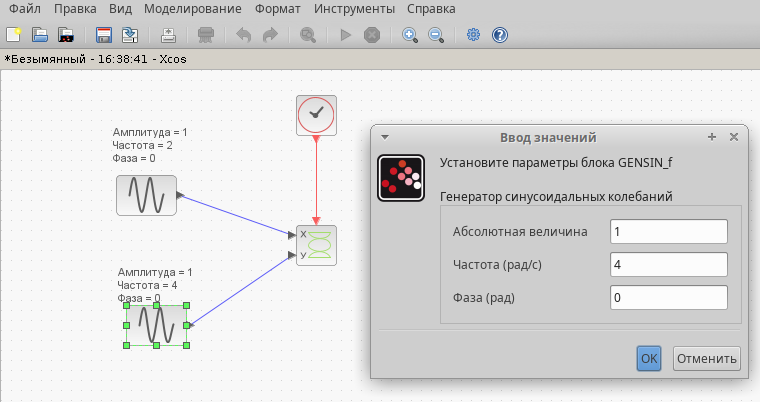 Файл Правка Вид Моделирование Формат Инструменты Справка
*Безымянный - 16:38:41 - Xcos
Амплитуда = 1
Частота = 2
Фаза = 0
X
У
Амплитуда = 1
Частота = 4
Фаза = 0
Ввод значений
Установите параметры блока GENSIN_f
Генератор синусоидальных колебаний
Абсолютная величина 1
Частота (рад/с) 4
Фаза (рад) 0
OK Отменить